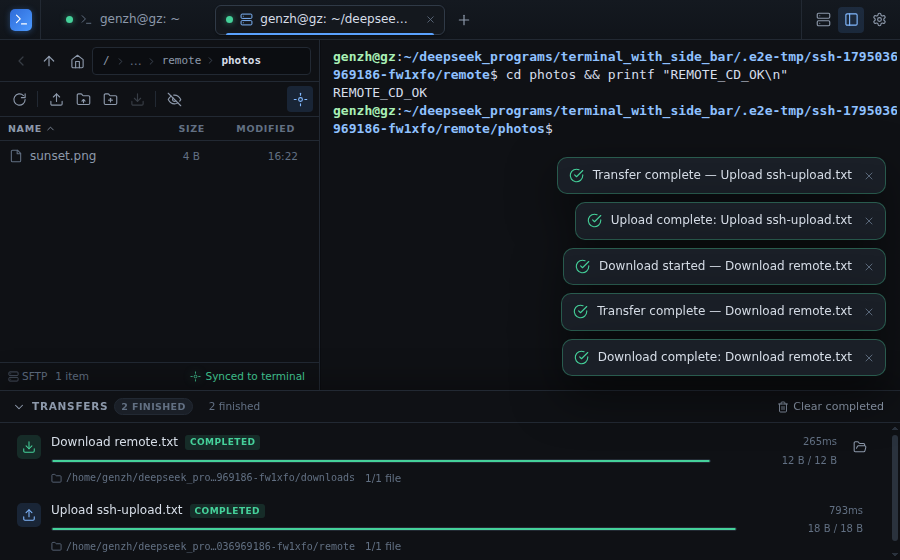 genzh@gz: ~
genzh@gz: ~/deepsee...
/ … remote photos
NAME SIZE MODIFIED
sunset.png 4 B 16:22
SFTP 1 item Synced to terminal
genzh@gz:~/deepseek_programs/terminal_with_side_bar/.e2e-tmp/ssh-1795036
969186-fw1xfo/remote$ cd photos && printf "REMOTE_CD_OK\n"
REMOTE_CD_OK
genzh@gz:~/deepseek_programs/terminal_with_side_bar/.e2e-tmp/ssh-1795036
969186-fw1xfo/remote/photos$
Transfer complete — Upload ssh-upload.txt
Upload complete: Upload ssh-upload.txt
Download started — Download remote.txt
Transfer complete — Download remote.txt
Download complete: Download remote.txt
TRANSFERS 2 FINISHED 2 finished Clear completed
Download remote.txt COMPLETED 265ms
12 B / 12 B
/home/genzh/deepseek_pro…969186-fw1xfo/downloads 1/1 file
Upload ssh-upload.txt COMPLETED 793ms
18 B / 18 B
/home/genzh/deepseek_pro…036969186-fw1xfo/remote 1/1 file